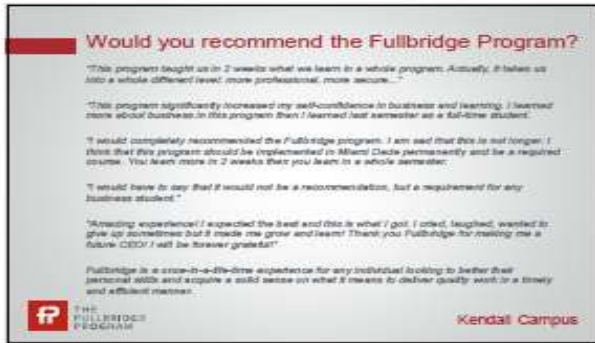 Would you recommend the Fullbridge Program?
"This program taught us in 2 weeks what we learn in a whole program. Actually, it takes us
into a whole different level: more professional, more secure..."
"This program significantly increased my self-confidence in business and learning. I learned
more about business in this program then I learned last semester as a full-time student.
"I would completely recommended the Fullbridge program. I am sad that this is not longer. I
think that this program should be implemented in Miami Dade permanently and be a required
course. You learn more in 2 weeks then you learn in a whole semester.
"I would have to say that it would not be a recommendation, but a requirement for any
business student."
"Amazing experience! I expected the best and this is what I got. I cried, laughed, wanted to
give up sometimes but it made me grow and learn! Thank you Fullbridge for making me a
future CEO! I will be forever grateful!"
Fullbridge is a once-in-a-life-time experience for any individual looking to better their
personal skills and acquire a solid sense on what it means to deliver quality work in a timely
and efficient manner.
THE
FULLBRIDGE
PROGRAM
Kendall Campus